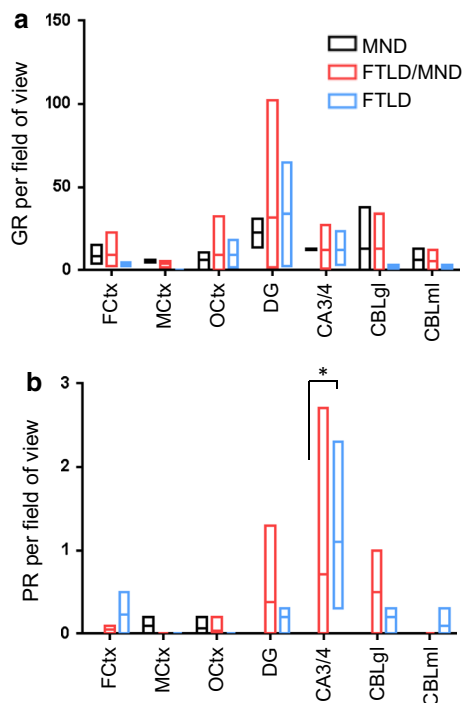 a
150
100
50
0
GR per field of view
MND
FTLD/MND
FTLD
FCtx
MCtx
OCtx
DG
CA3/4
CBLgl
CBLml
b
3
2
1
0
PR per field of view
*
FCtx
MCtx
OCtx
DG
CA3/4
CBLgl
CBLml